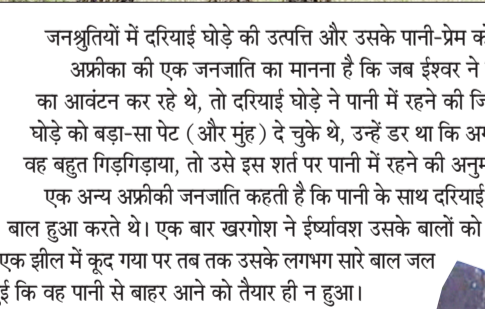 जनश्रुतियों में दरियाई घोड़े की उत्पत्ति और उसके पानी-प्रेम
अफ्रीका की एक जनजाति का मानना है कि जब ईश्वर ने
का आवंटन कर रहे थे, तो दरियाई घोड़े ने पानी में रहने की
घोड़े को बड़ा-सा पेट (और मुंह) दे चुके थे, उन्हें डर था कि
वह बहुत गिड़गिड़ाया, तो उसे इस शर्त पर पानी में रहने की
एक अन्य अफ्रीकी जनजाति कहती है कि पानी के साथ दरियाई
बाल हुआ करते थे। एक बार खरगोश ने ईर्ष्यावश उसके बालों को
एक झील में कूद गया पर तब तक उसके लगभग सारे बाल जल
कि वह पानी से बाहर आने को तैयार ही न हुआ।